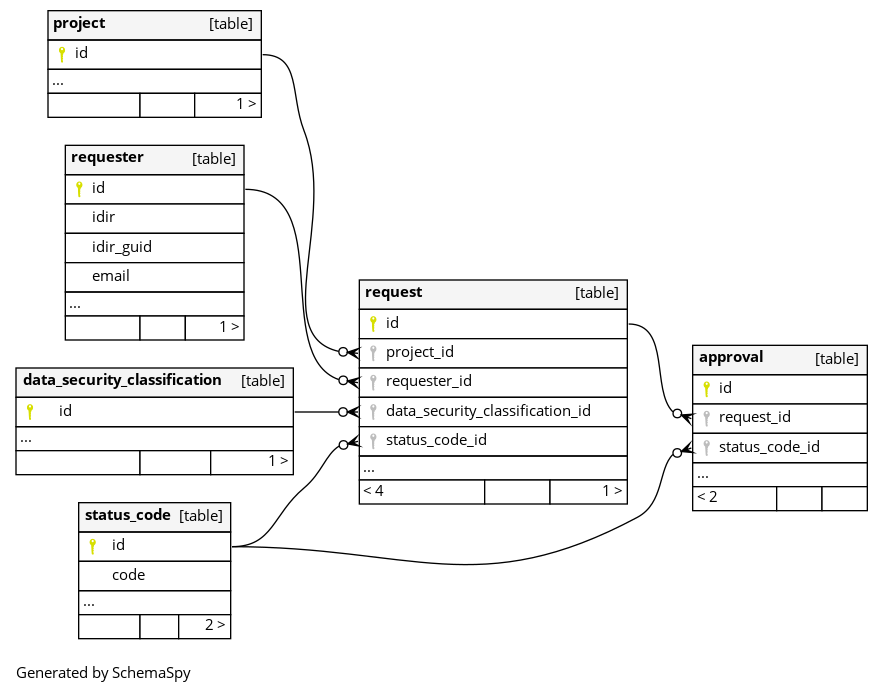 project [table]
id
...
1 >
requester [table]
id
idir
idir_guid
email
...
1 >
data_security_classification [table]
id
...
1 >
status_code [table]
id
code
...
2 >
request [table]
id
project_id
requester_id
data_security_classification_id
status_code_id
...
< 4 1 >
approval [table]
id
request_id
status_code_id
...
< 2
Generated by SchemaSpy